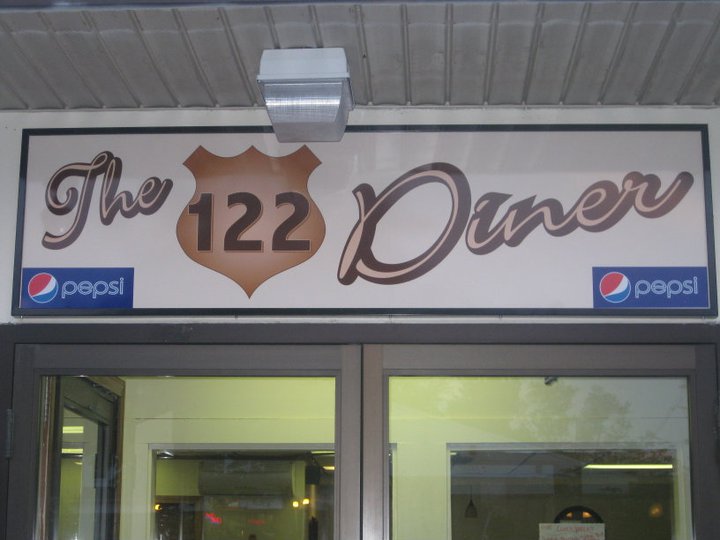 The 122 Diner
pepsi pepsi